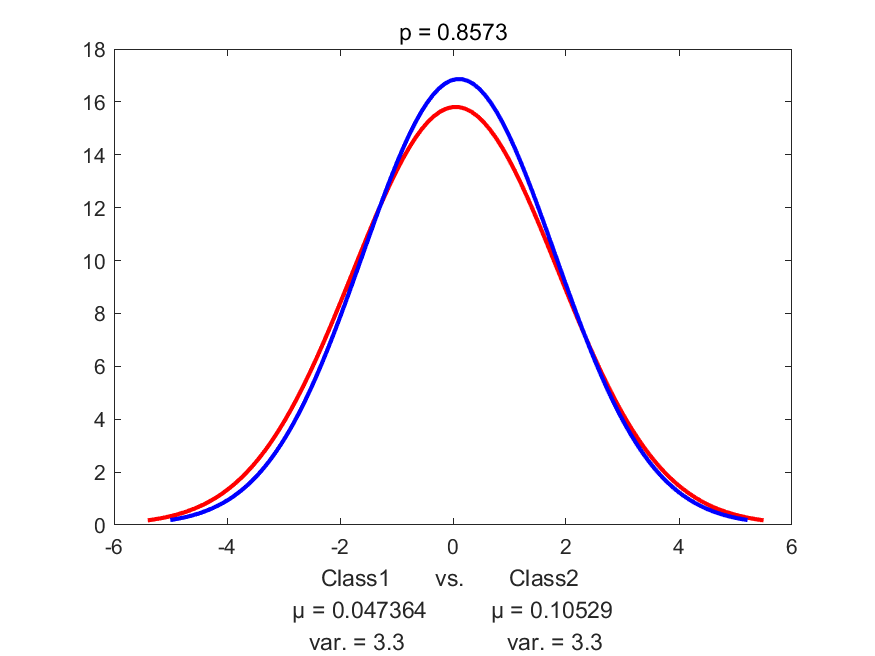 p = 0.8573
18
16
14
12
10
8
6
4
2
0
-6 -4 -2 0 2 4 6
Class1 vs. Class2
μ = 0.047364 μ = 0.10529
var. = 3.3 var. = 3.3